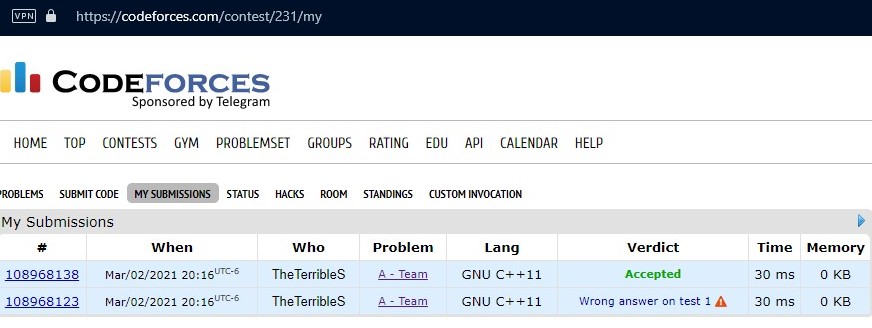 VPN https://codeforces.com/contest/231/my
CODEFORCES
Sponsored by Telegram
HOME TOP CONTESTS GYM PROBLEMSET GROUPS RATING EDU API CALENDAR HELP
ROBLEMS SUBMIT CODE MY SUBMISSIONS STATUS HACKS ROOM STANDINGS CUSTOM INVOCATION
My Submissions
# When Who Problem Lang Verdict Time Memory
108968138 Mar/02/2021 20:16 UTC-6 TheTerribleS A - Team GNU C++11 Accepted 30 ms 0 KB
108968123 Mar/02/2021 20:16 UTC-6 TheTerribleS A - Team GNU C++11 Wrong answer on test 1 30 ms 0 KB